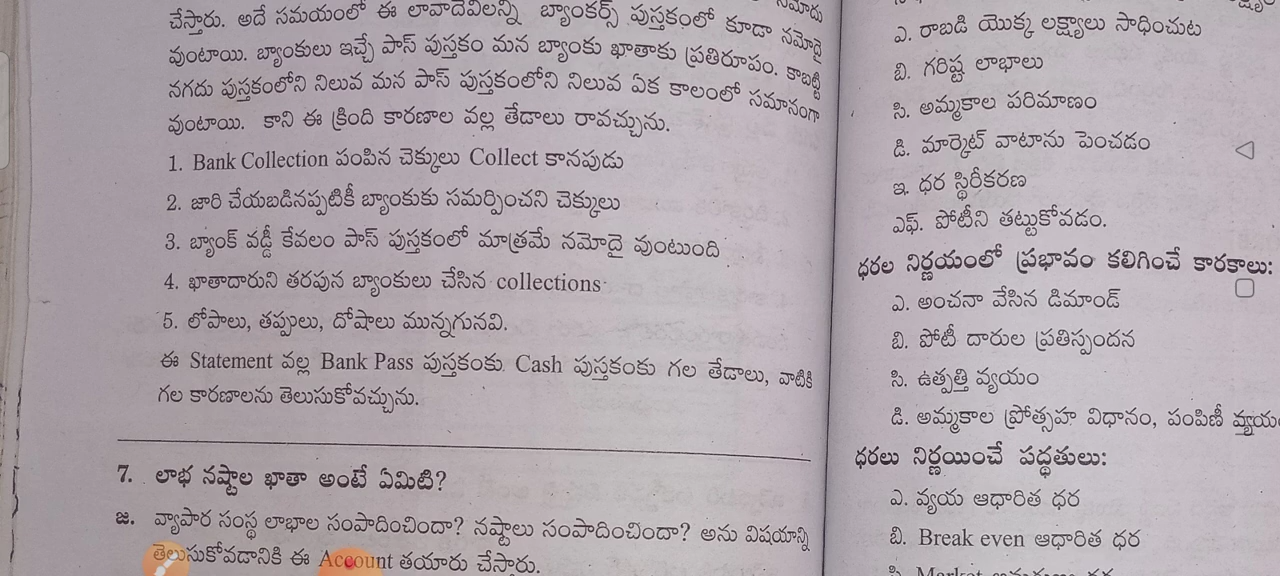 చేస్తారు. అదే సమయంలో ఈ లావాదేవీలన్నీ బ్యాంకర్స్ పుస్తకంలో కూడా నమోదై
వుంటాయి. బ్యాంకులు ఇచ్చే పాస్ పుస్తకం మన బ్యాంకు ఖాతాకు ప్రతిరూపం. కాబట్టి
నగదు పుస్తకంలోని నిలువ మన పాస్ పుస్తకంలోని నిలువ ఏక కాలంలో సమానంగా
వుంటాయి. కాని ఈ క్రింది కారణాల వల్ల తేడాలు రావచ్చును.
1. Bank Collection పంపిన చెక్కులు Collect కానపుడు
2. జారి చేయబడినప్పటికీ బ్యాంకుకు సమర్పించని చెక్కులు
3. బ్యాంక్ వడ్డీ కేవలం పాస్ పుస్తకంలో మాత్రమే నమోదై వుంటుంది
4. ఖాతాదారుని తరపున బ్యాంకులు చేసిన collections
5. లోపాలు, తప్పులు, దోషాలు మున్నగునవి.
ఈ Statement వల్ల Bank Pass పుస్తకంకు Cash పుస్తకంకు గల తేడాలు, వాటికి
గల కారణాలను తెలుసుకోవచ్చును.
7. లాభ నష్టాల ఖాతా అంటే ఏమిటి?
జ. వ్యాపార సంస్థ లాభాల సంపాదించిందా? నష్టాలు సంపాదించిందా? అను విషయాన్ని
తెలుసుకోవడానికి ఈ Account తయారు చేస్తారు.
ఎ. రాబడి యొక్క లక్ష్యాలు సాధించుట
బి. గరిష్ట లాభాలు
సి. అమ్మకాల పరిమాణం
డి. మార్కెట్ వాటాను పెంచడం
ఇ. ధర స్థిరీకరణ
ఎఫ్. పోటీని తట్టుకోవడం.
ధరల నిర్ణయంలో ప్రభావం కలిగించే కారకాలు:
ఎ. అంచనా వేసిన డిమాండ్
బి. పోటీ దారుల ప్రతిస్పందన
సి. ఉత్పత్తి వ్యయం
డి. అమ్మకాల ప్రోత్సహ విధానం, పంపిణీ వ్యయం
ధరలు నిర్ణయించే పద్ధతులు:
ఎ. వ్యయ ఆధారిత ధర
బి. Break even ఆధారిత ధర